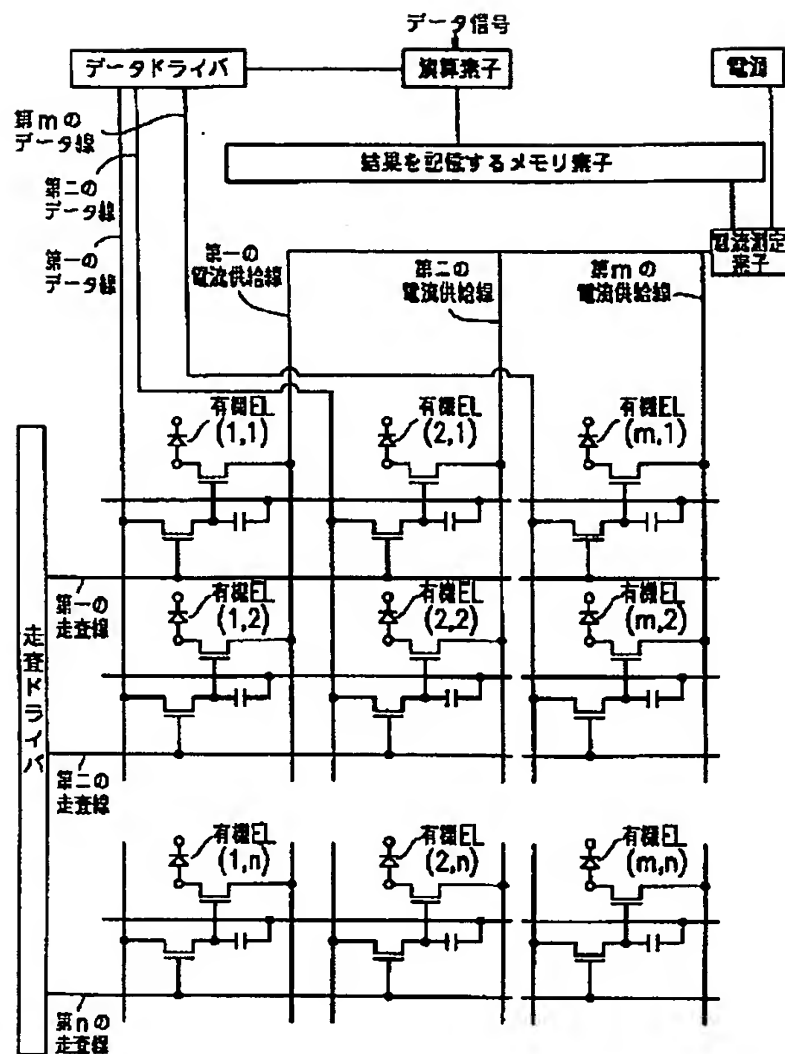 データ信号
データドライバ
演算素子
電源
第mの
データ線
結果を記憶するメモリ素子
第二の
データ線
電流測定
素子
第一の
データ線
第一の
電流供給線
第二の
電流供給線
第mの
電流供給線
有機EL
(1,1)
有機EL
(2,1)
有機EL
(m,1)
走査ドライバ
第一の
走査線
有機EL
(1,2)
有機EL
(2,2)
有機EL
(m,2)
第二の
走査線
有機EL
(1,n)
有機EL
(2,n)
有機EL
(m,n)
第nの
走査線